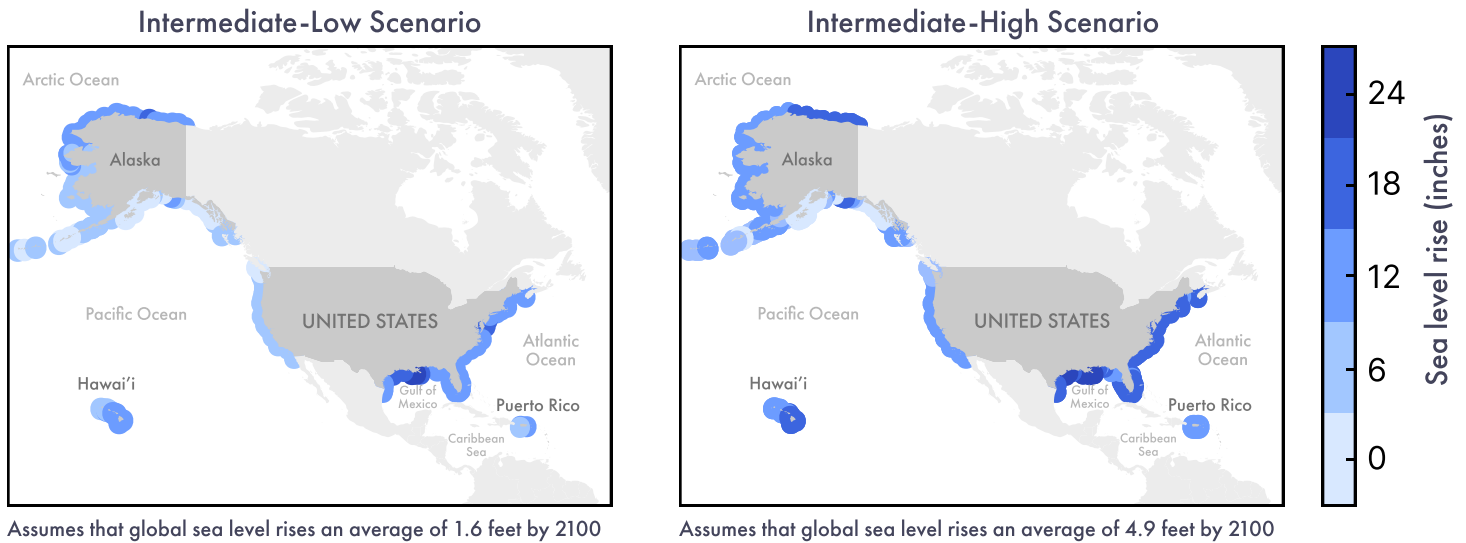 Intermediate-Low Scenario
Arctic Ocean
Alaska
Pacific Ocean
UNITED STATES
Atlantic
Ocean
Hawai'i
Gulf of
Mexico
Puerto Rico
Caribbean
Sea
Assumes that global sea level rises an average of 1.6 feet by 2100
Intermediate-High Scenario
Arctic Ocean
Alaska
Pacific Ocean
UNITED STATES
Atlantic
Ocean
Hawai'i
Gulf of
Mexico
Puerto Rico
Caribbean
Sea
Assumes that global sea level rises an average of 4.9 feet by 2100
24
18
12
6
0
Sea level rise (inches)